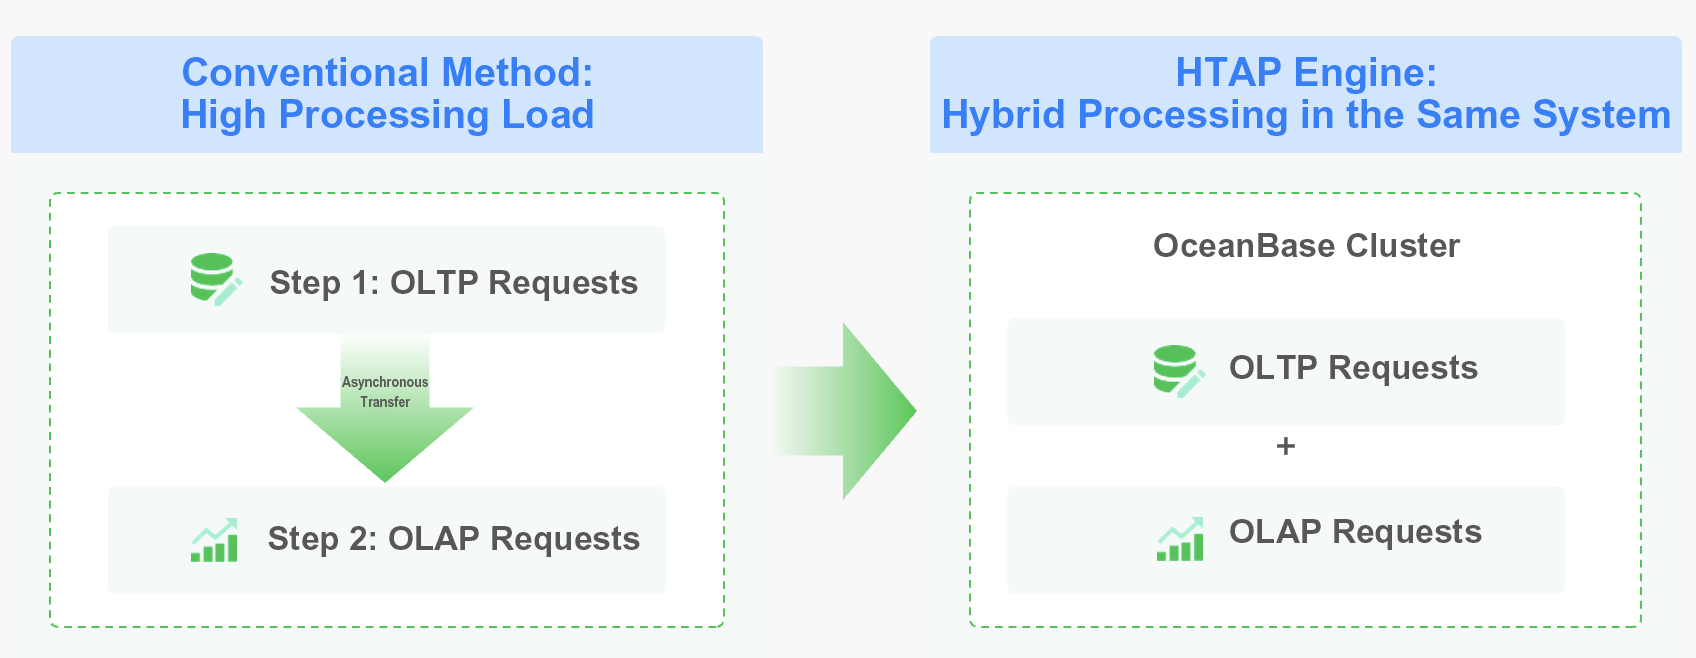 Conventional Method:
High Processing Load
Step 1: OLTP Requests
Asynchronous
Transfer
Step 2: OLAP Requests
HTAP Engine:
Hybrid Processing in the Same System
OceanBase Cluster
OLTP Requests
+
OLAP Requests